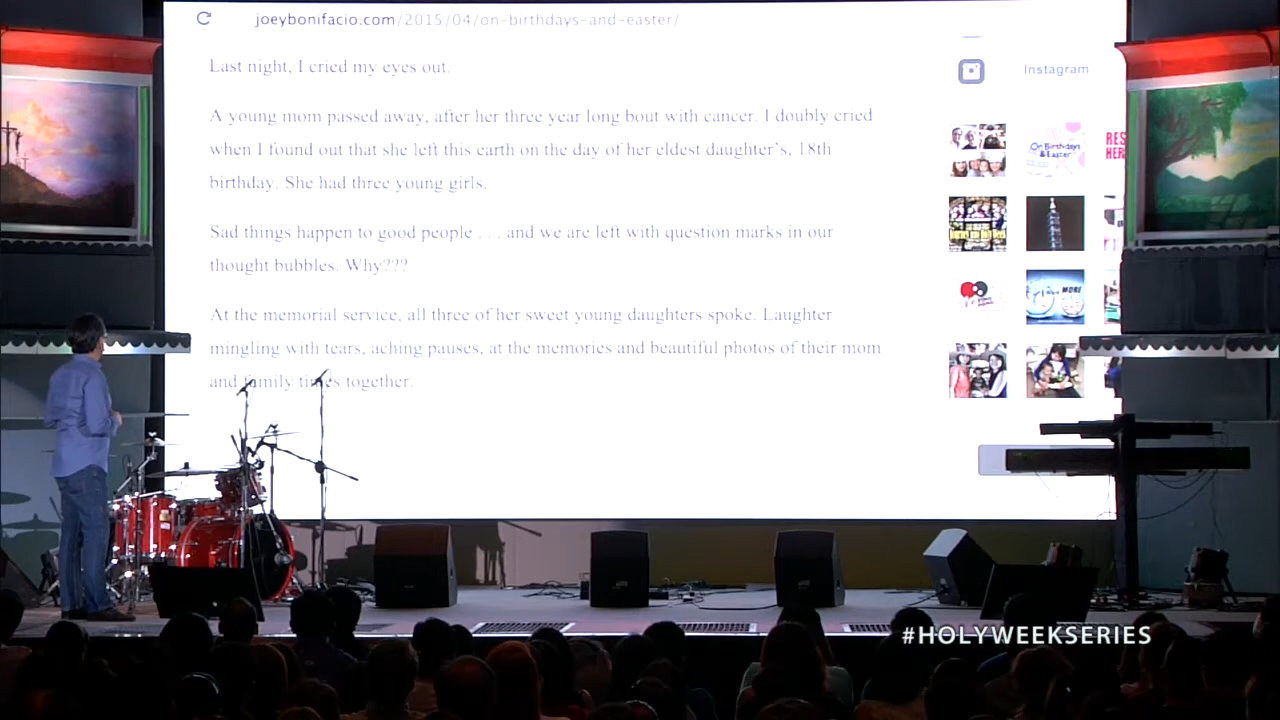 joeybonifacio.com/2015/04/on-birthdays-and-easter/
Last night, I cried my eyes out.
A young mom passed away, after her three year long bout with cancer. I doubly cried
when I found out that she left this earth on the day of her eldest daughter's, 18th
birthday. She had three young girls.
Sad things happen to good people . . . and we are left with question marks in our
thought bubbles. Why???
At the memorial service, all three of her sweet young daughters spoke. Laughter
mingling with tears, aching pauses, at the memories and beautiful photos of their mom
and family times together.
Instagram
On Birthdays
& Easter
RES
HER
MORE
#HOLYWEEKSERIES